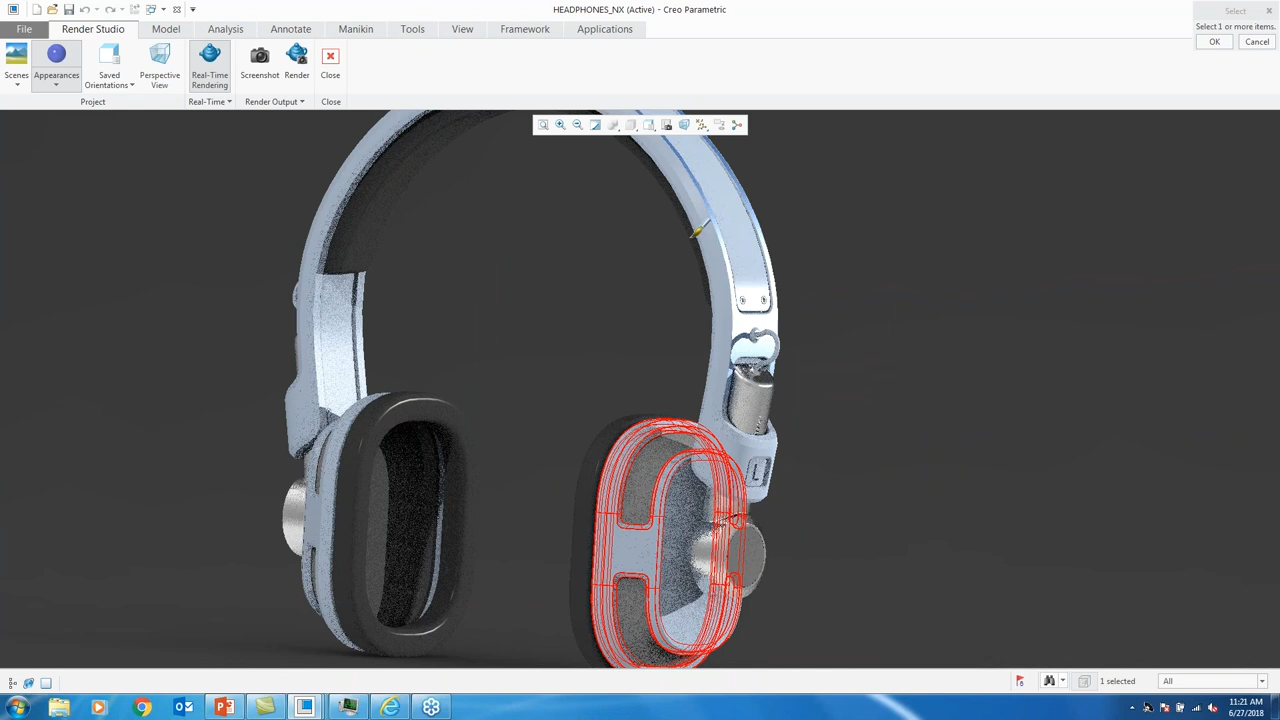 HEADPHONES_NX (Active) - Creo Parametric
Select
Select 1 or more items.
OK Cancel
File Render Studio Model Analysis Annotate Manikin Tools View Framework Applications
Scenes
Appearances
Saved
Orientations
Perspective
View
Real-Time
Rendering
Screenshot
Render
Close
Project Real-Time Render Output Close
L
1 selected
All
11:21 AM
6/27/2018